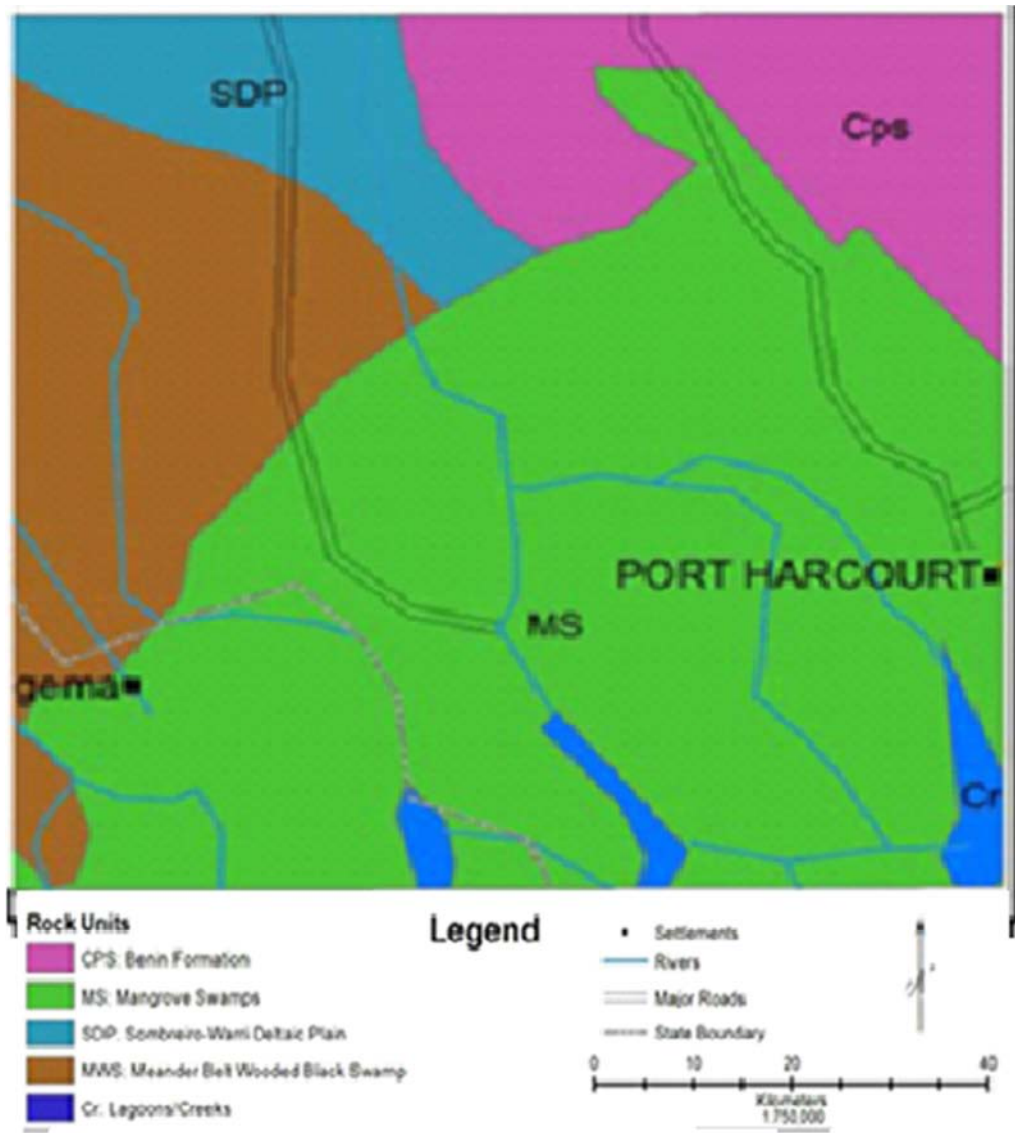 SDP
Cps
PORT HARCOURT
MS
gema
Cr
Rock Units
CPS: Benin Formation
MS: Mangrove Swamps
SDP: Sombreiro-Warri Deltaic Plain
MWS: Meander Belt Wooded Black Swamp
Cr: Lagoons/Creeks
Legend
Settlements
Rivers
Major Roads
State Boundary
0 10 20 40
Kilometers
1:750,000